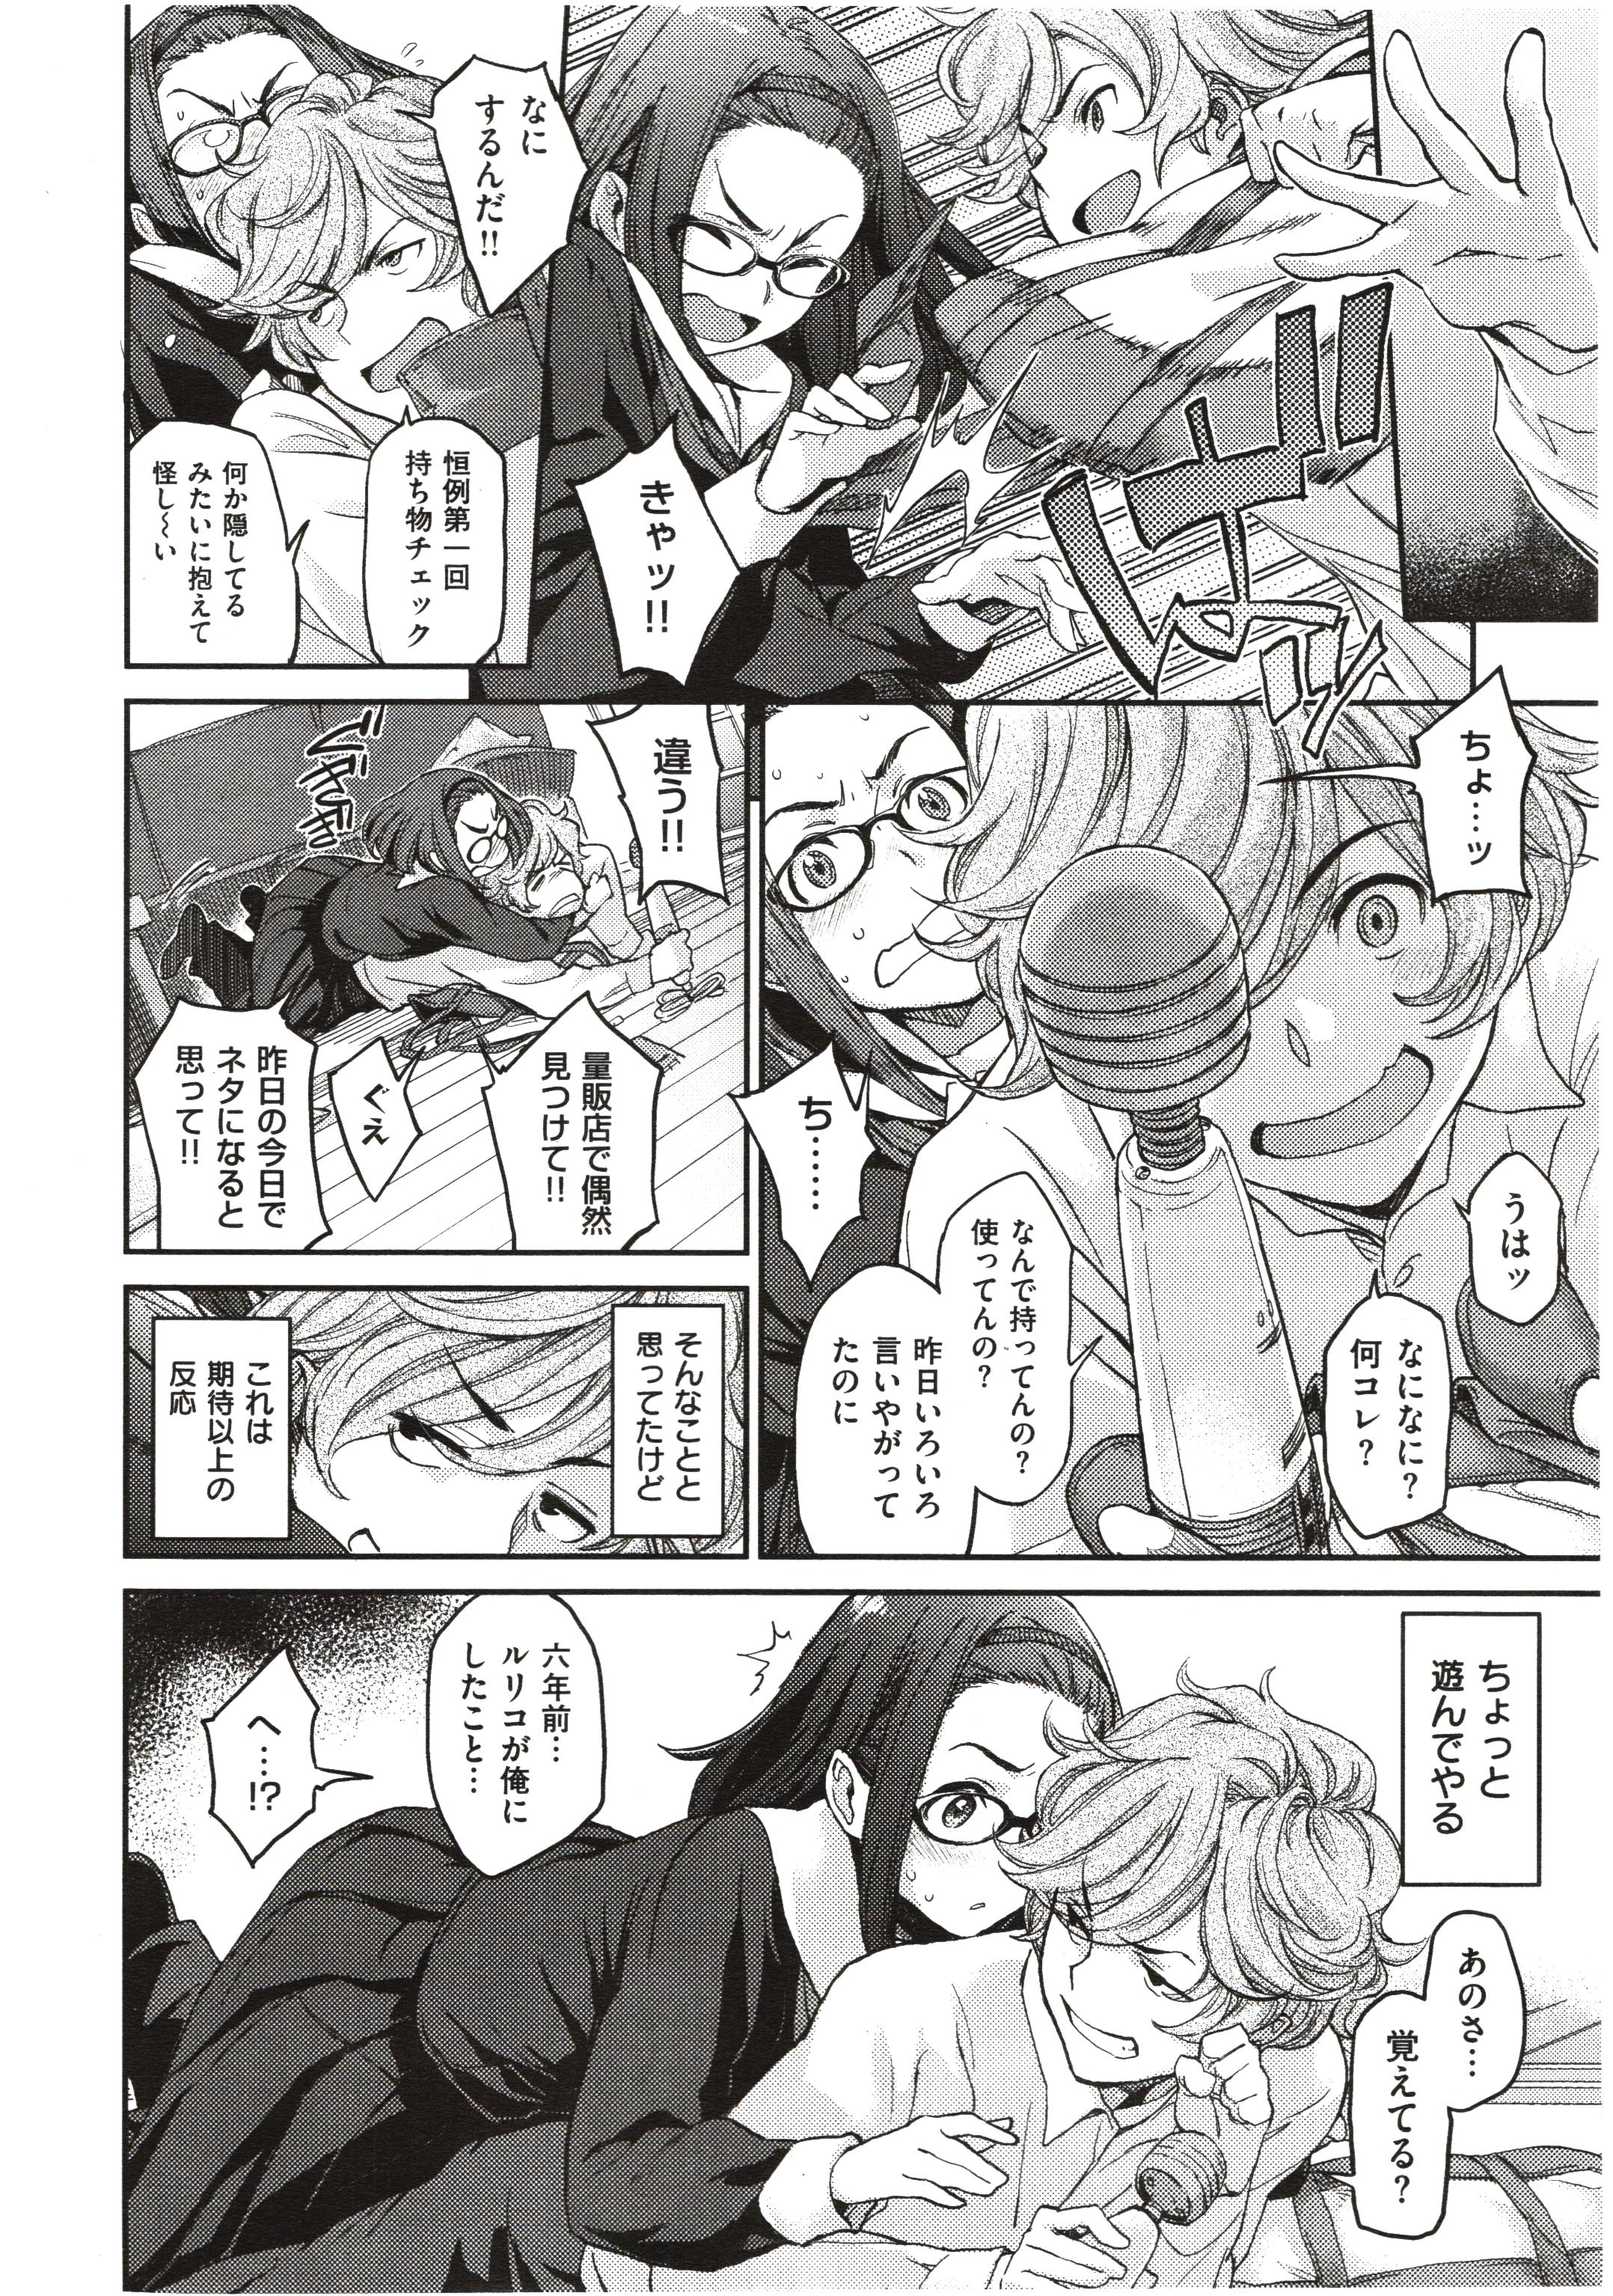 ばッ
きゃッ!!
なに
するんだ!!
恒例第一回
持ち物チェック
何か隠してる
みたいに抱えて
怪し〜い
ちょ…ッ
うはッ
なになに?
何コレ?
なんで持ってんの?
使ってんの?
昨日いろいろ
言いやがって
たのに
ち……
違う!!
ぎぎぎ
量販店で偶然
見つけて!!
ぐえ
昨日の今日で
ネタになると
思って!!
そんなことと
思ってたけど
これは
期待以上の
反応
ちょっと
遊んでやる
あのさ…
覚えてる?
六年前…
ルリコが俺に
したこと…
へ…!?